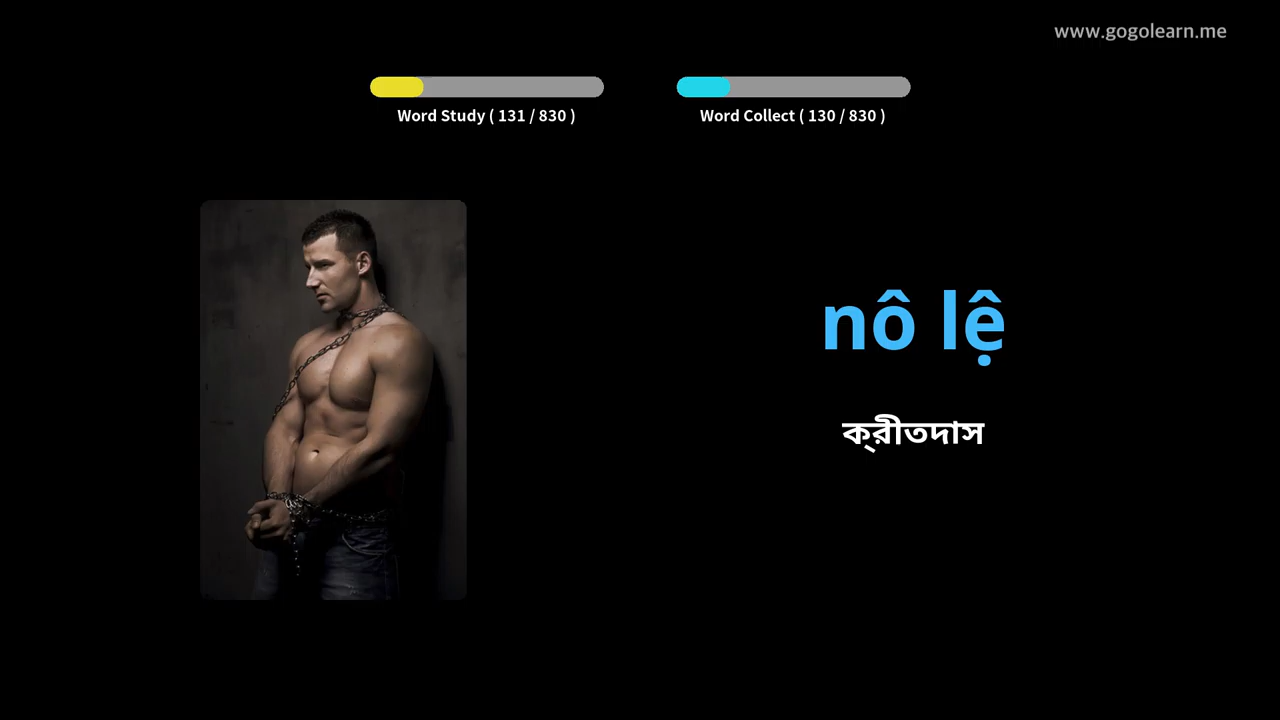 www.gogolearn.me
Word Study ( 131 / 830 )
Word Collect ( 130 / 830 )
nô lệ
ক্রীতদাস